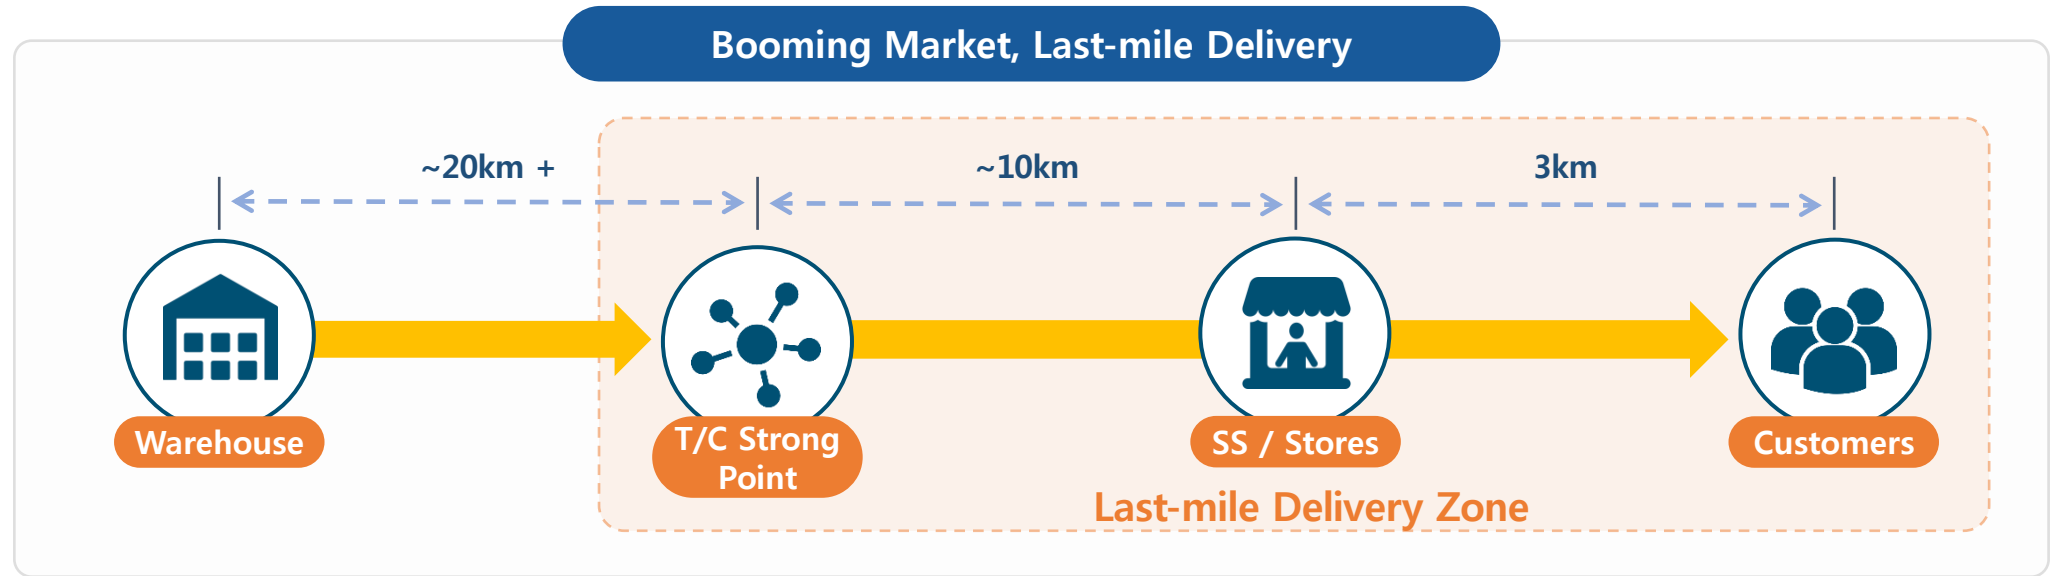 Booming Market, Last-mile Delivery
~20km +
~10km
3km
Warehouse
T/C Strong
Point
SS / Stores
Customers
Last-mile Delivery Zone